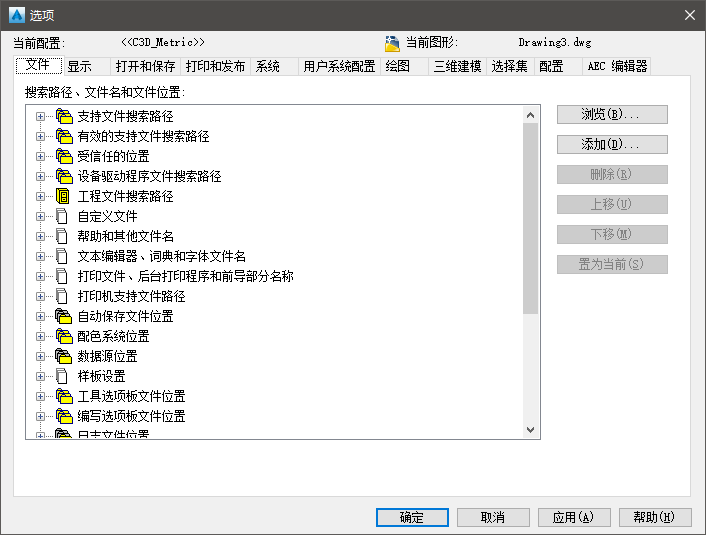 选项
当前配置: <<C3D_Metric>> 当前图形: Drawing3.dwg
文件 显示 打开和保存 打印和发布 系统 用户系统配置 绘图 三维建模 选择集 配置 AEC 编辑器
搜索路径、文件名和文件位置:
支持文件搜索路径
有效的支持文件搜索路径
受信任的位置
设备驱动程序文件搜索路径
工程文件搜索路径
自定义文件
帮助和其他文件名
文本编辑器、词典和字体文件名
打印文件、后台打印程序和前导部分名称
打印机支持文件路径
自动保存文件位置
配色系统位置
数据源位置
样板设置
工具选项板文件位置
编写选项板文件位置
日志文件位置
浏览(B)...
添加(D)...
删除(R)
上移(U)
下移(M)
置为当前(S)
确定 取消 应用(A) 帮助(H)